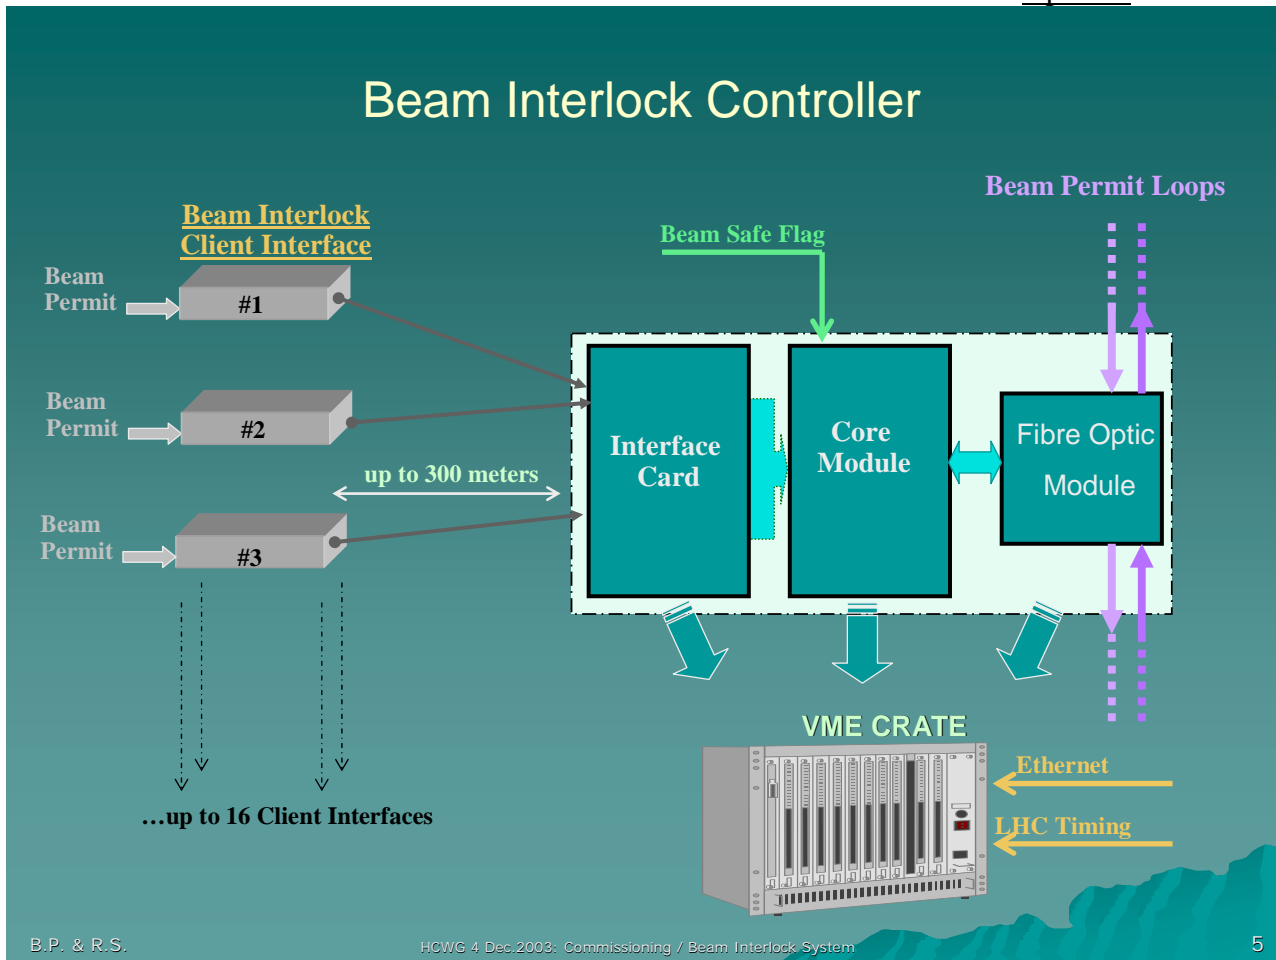 Beam Interlock Controller
Beam Permit Loops
Beam Interlock
Client Interface
Beam Safe Flag
Beam
Permit
#1
Beam
Permit
#2
Interface
Card
Core
Module
Fibre Optic
Module
up to 300 meters
Beam
Permit
#3
VME CRATE
Ethernet
LHC Timing
…up to 16 Client Interfaces
B.P. & R.S.
HCWG 4 Dec.2003: Commissioning / Beam Interlock System
5